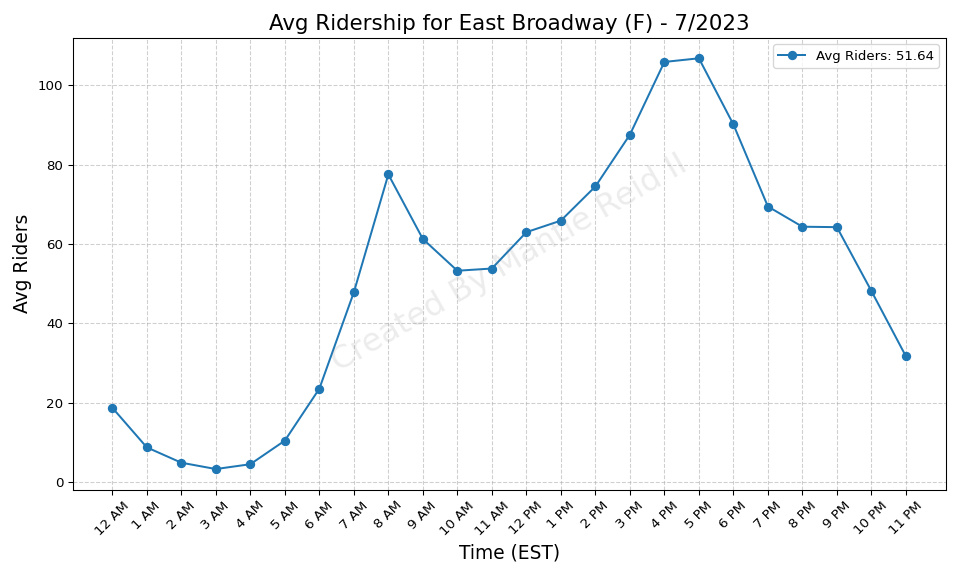 Avg Ridership for East Broadway (F) - 7/2023
Avg Riders: 51.64
Avg Riders
100
80
60
40
20
0
Created By Mantie Reid II
12 AM
1 AM
2 AM
3 AM
4 AM
5 AM
6 AM
7 AM
8 AM
9 AM
10 AM
11 AM
12 PM
1 PM
2 PM
3 PM
4 PM
5 PM
6 PM
7 PM
8 PM
9 PM
10 PM
11 PM
Time (EST)